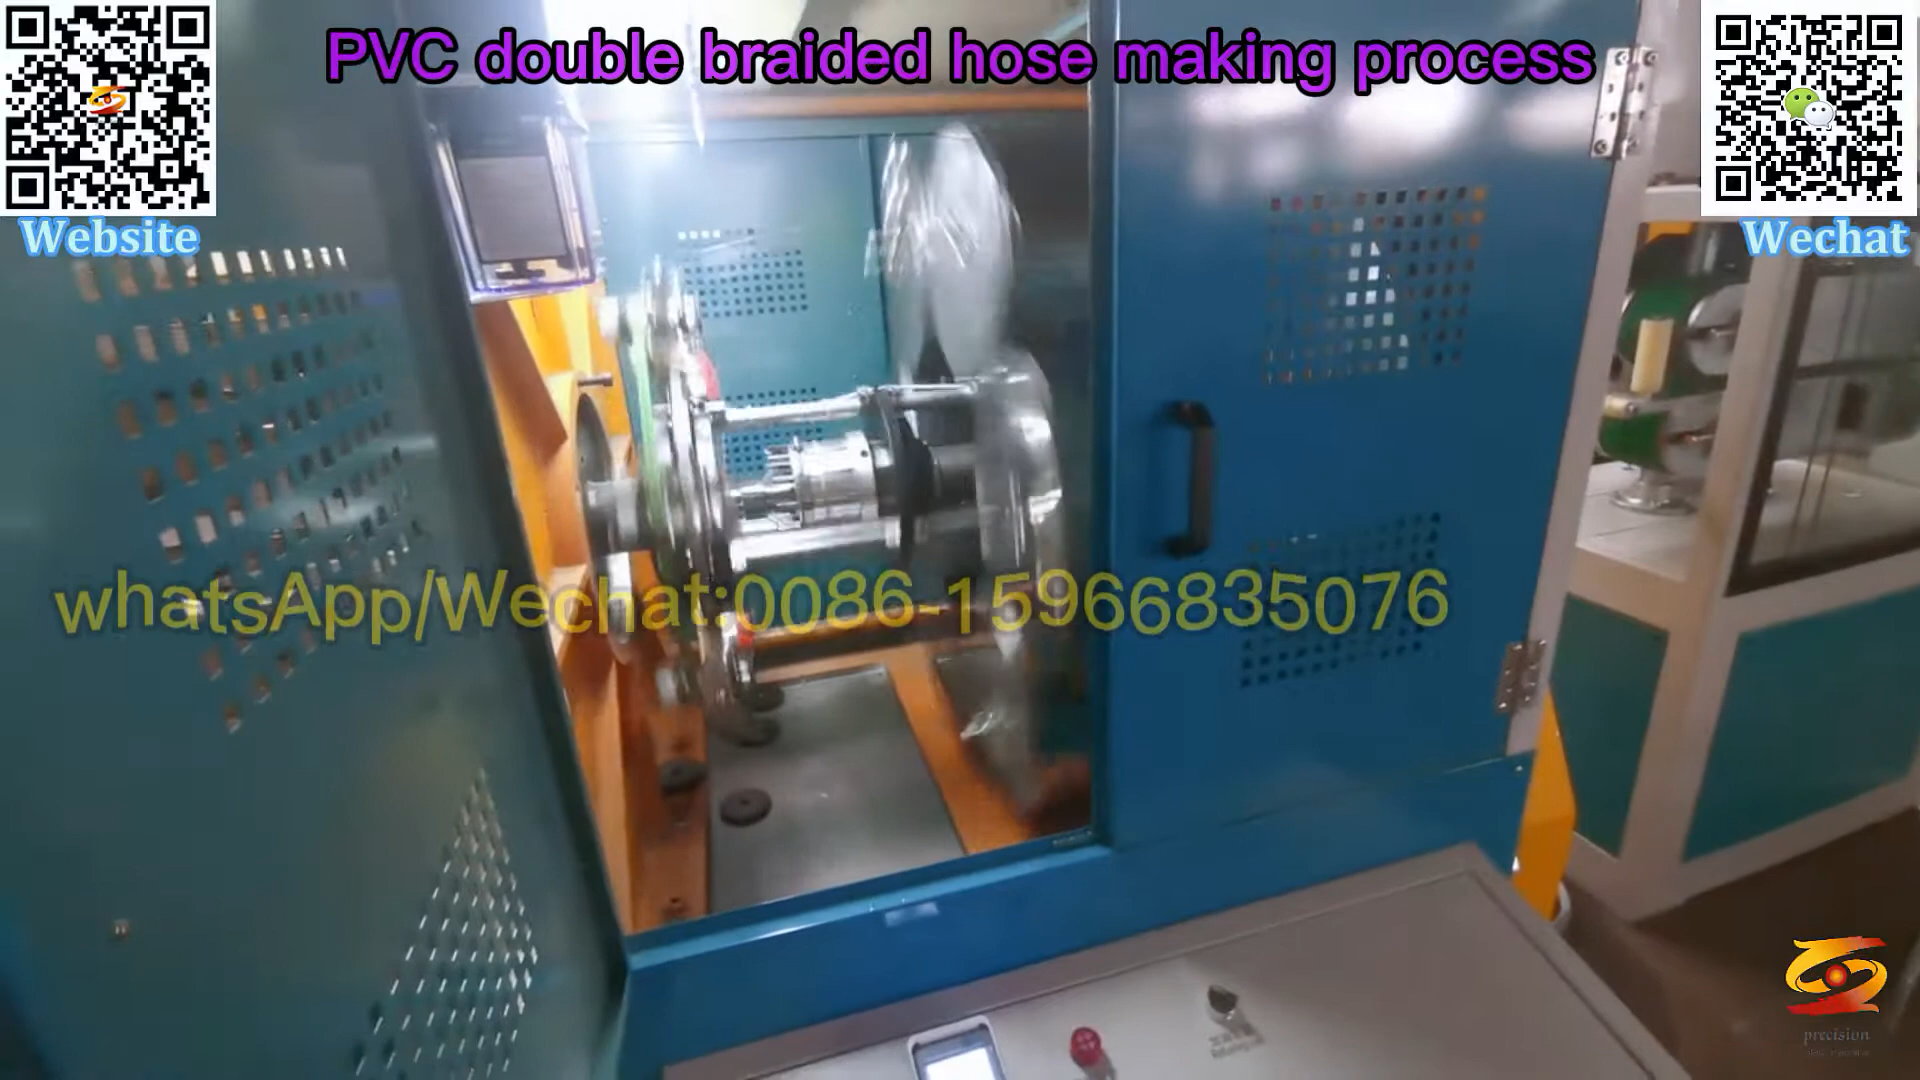 PVC double braided hose making process
Website
Wechat
whatsApp/Wechat:0086-15966835076
precision